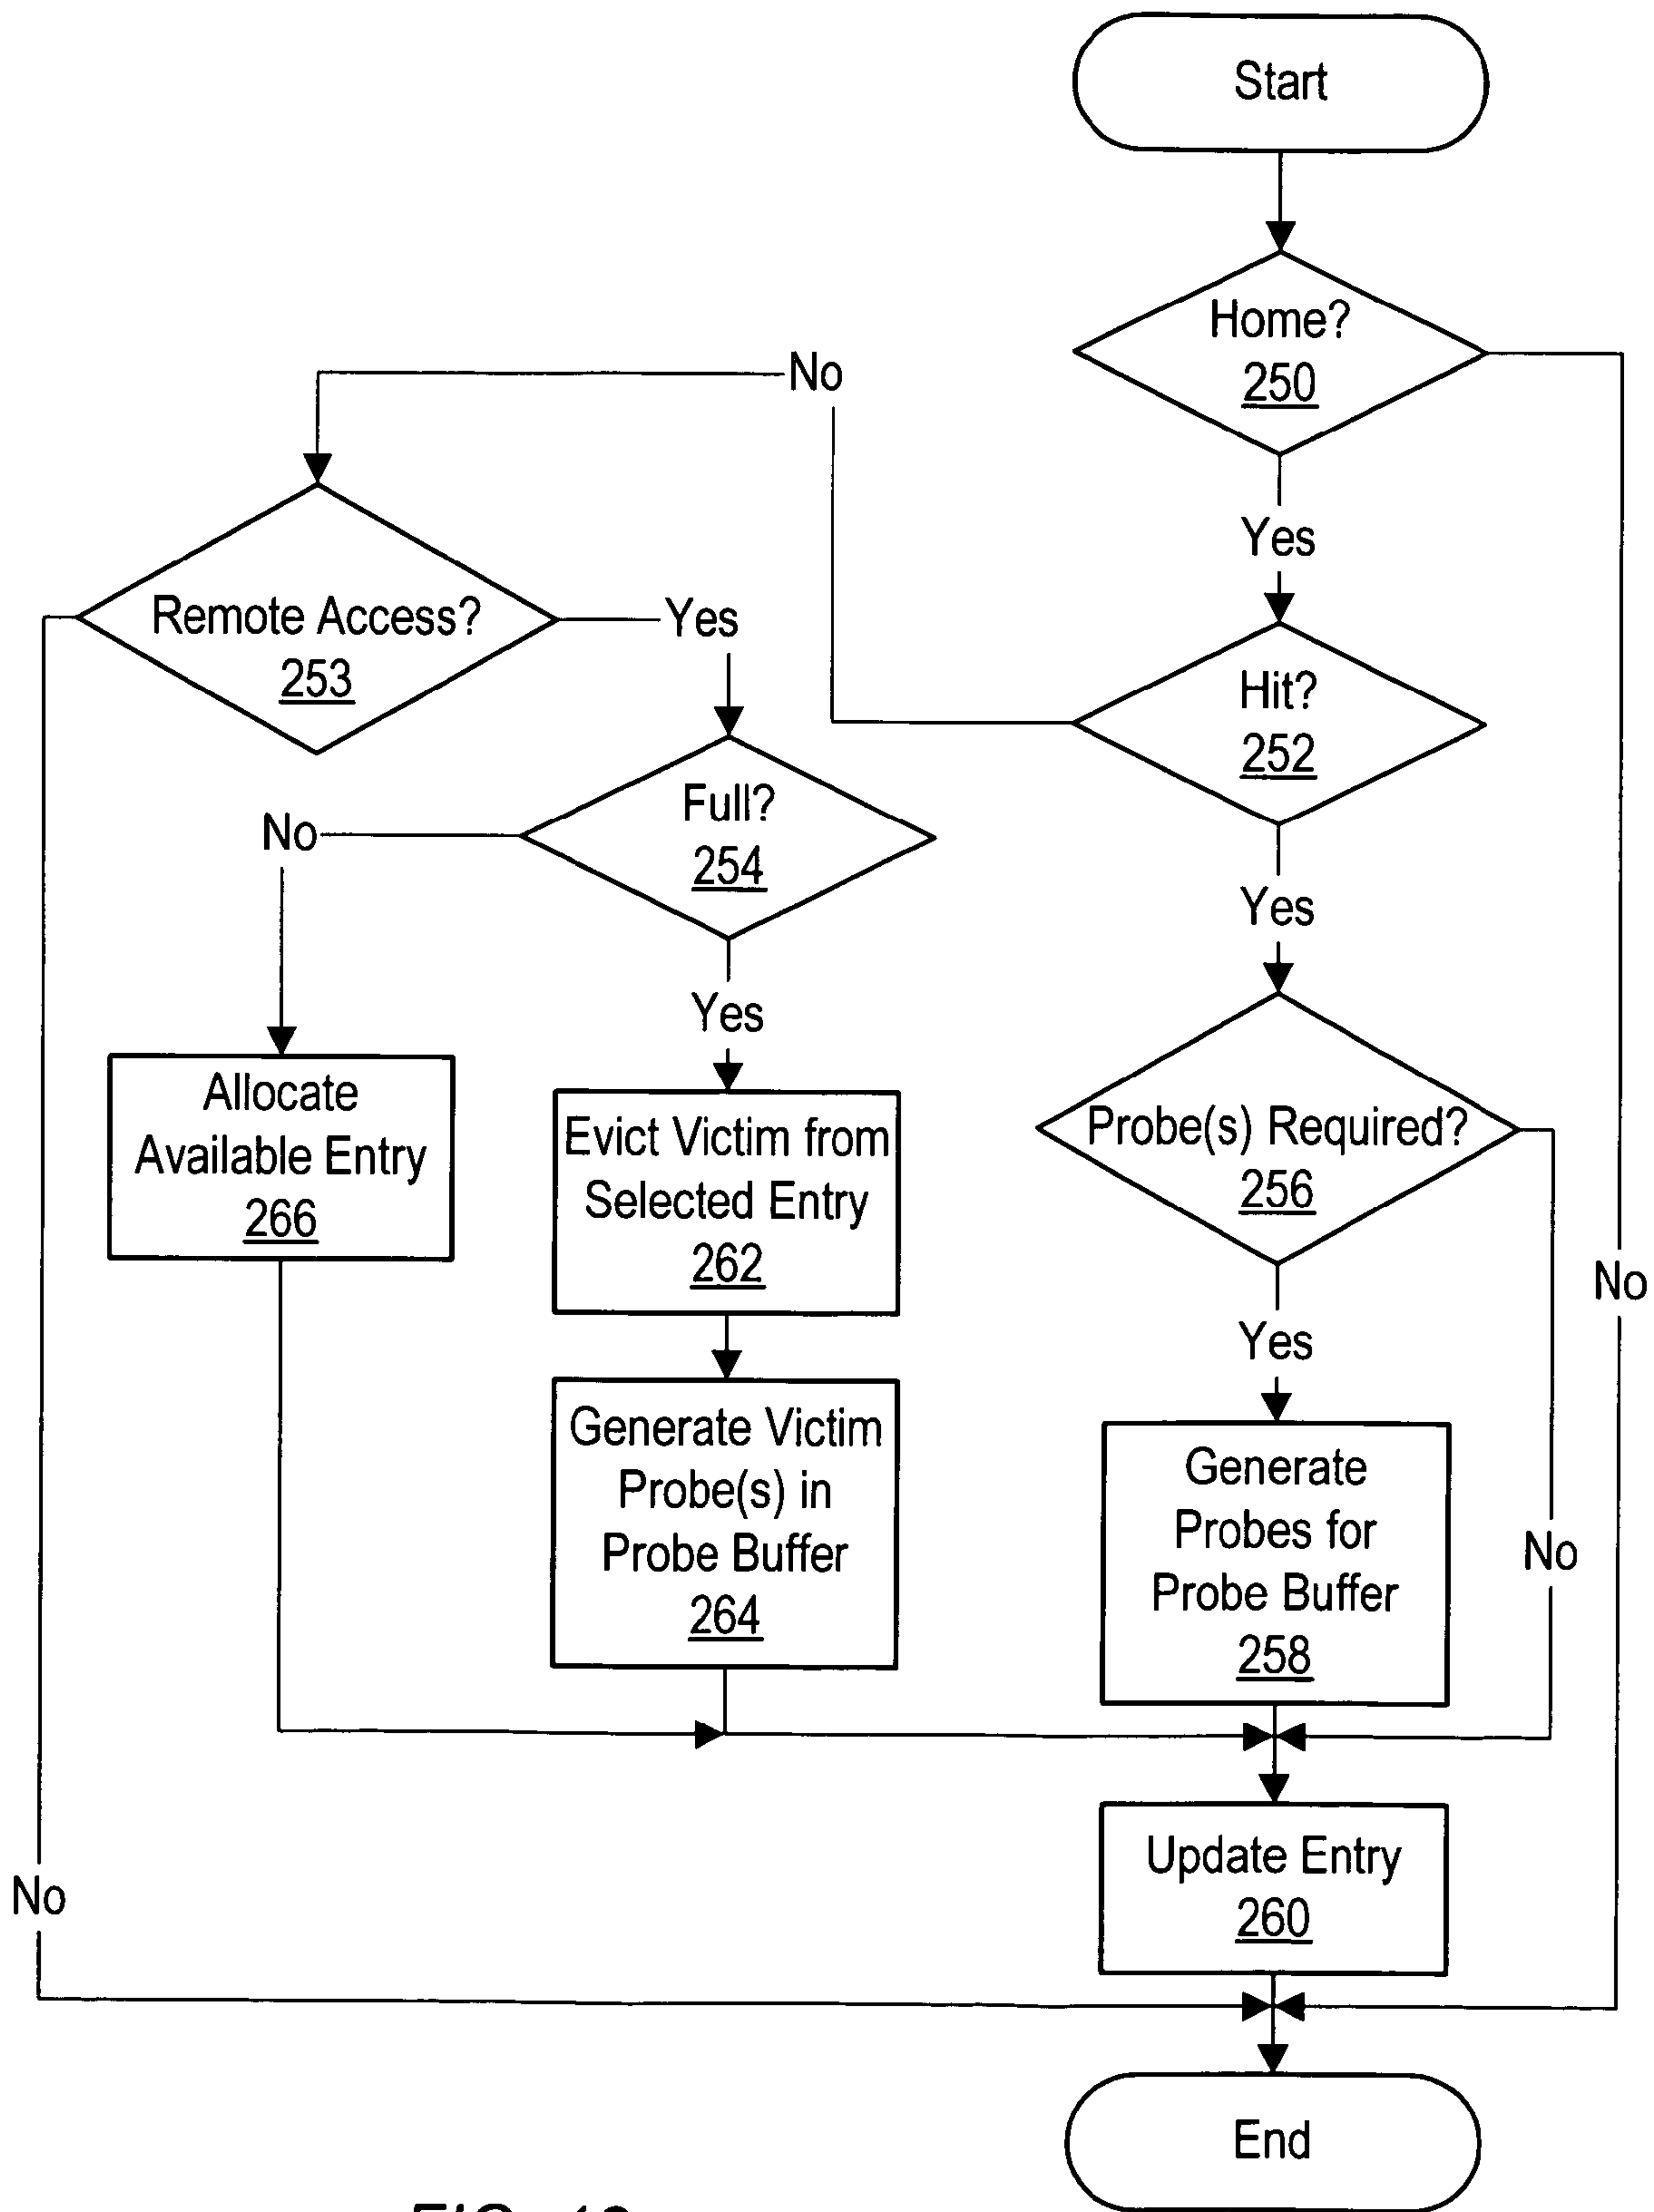 Start
Home?
250
No
Yes
Remote Access?
253
Yes
Hit?
252
Full?
254
No
Yes
Yes
Allocate
Available Entry
266
Evict Victim from
Selected Entry
262
Probe(s) Required?
256
No
Yes
Generate Victim
Probe(s) in
Probe Buffer
264
Generate
Probes for
Probe Buffer
258
No
Update Entry
260
No
End